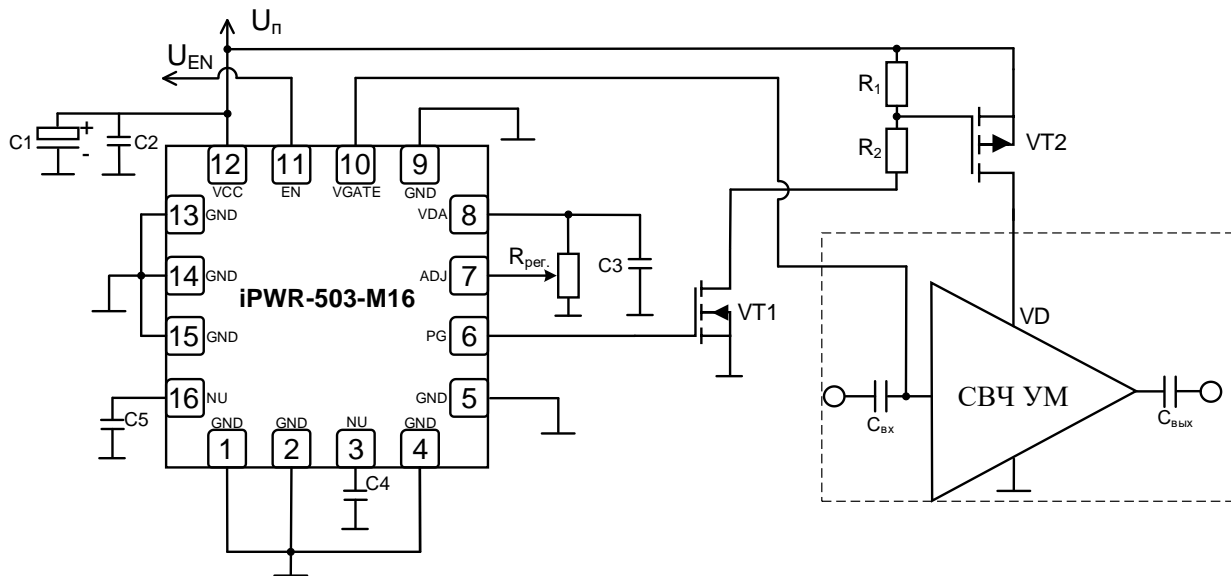 Uп
UEN
R1
C1
+
-
C2
12
11
10
9
VCC
EN
VGATE
GND
R2
VT2
13
GND
VDA
8
14
GND
ADJ
7
Rрег.
C3
iPWR-503-M16
15
GND
PG
6
VT1
VD
16
NU
GND
5
C5
GND
GND
NU
GND
1
2
3
4
C4
СВЧ УМ
Cвх
Cвых